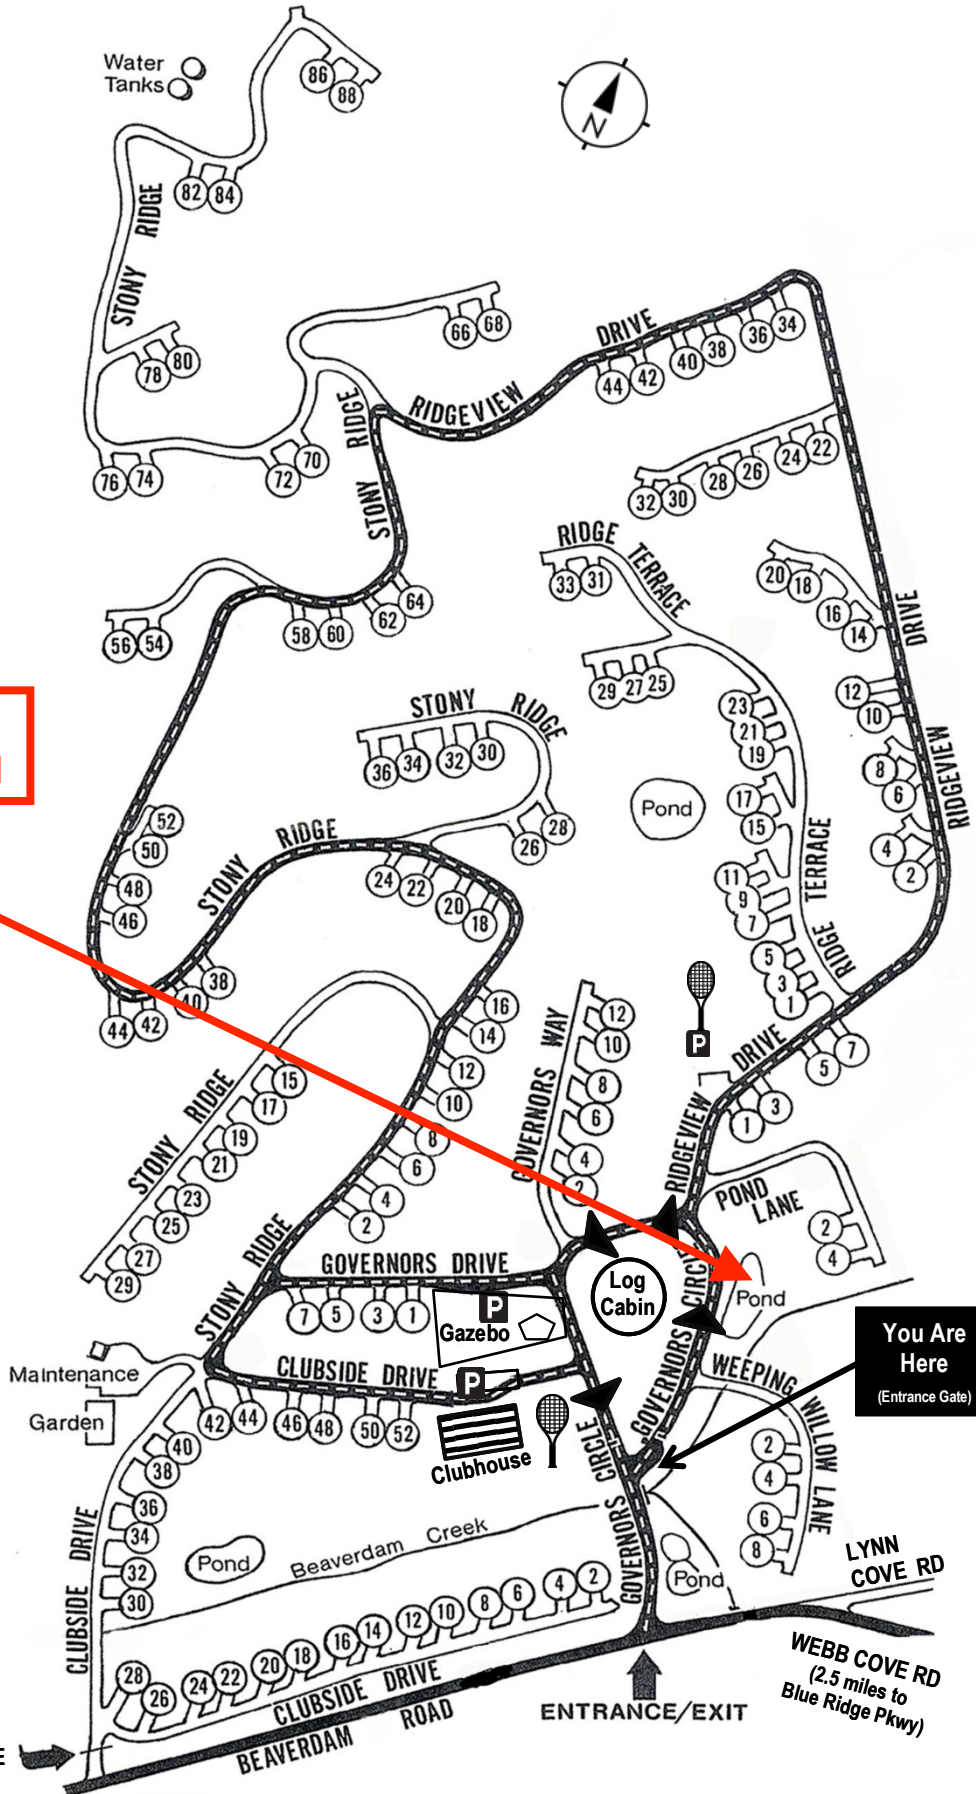 Water
Tanks
86
88
N
82
84
STONY RIDGE
66
68
DRIVE
44
42
40
38
36
34
78
80
RIDGEVIEW
STONY RIDGE
76
74
72
70
32
30
28
26
24
22
RIDGE TERRACE
33
31
20
18
16
14
DRIVE
64
62
60
58
56
54
29
27
25
12
10
RIDGEVIEW
STONY RIDGE
36
34
32
30
23
21
19
8
6
Pond
17
15
28
26
52
50
STONY RIDGE
4
2
48
46
24
22
20
18
11
9
7
RIDGE TERRACE
5
3
1
44
42
40
38
16
14
P
GOVERNORS WAY
12
10
8
6
4
2
RIDGEVIEW DRIVE
7
5
3
1
STONY RIDGE
15
17
19
21
23
25
27
29
12
10
8
6
4
2
POND
LANE
2
4
STONY RIDGE
GOVERNORS DRIVE
7
5
3
1
P
Gazebo
Log
Cabin
GOVERNORS CIRCLE
Pond
You Are
Here
(Entrance Gate)
Maintenance
Garden
CLUBSIDE DRIVE
P
42
44
46
48
50
52
Clubhouse
GOVERNORS CIRCLE
WEEPING WILLOW LANE
2
4
6
8
40
38
36
34
32
30
CLUBSIDE DRIVE
Pond
Beaverdam Creek
Pond
LYNN
COVE RD
28
26
24
22
20
18
16
14
12
10
8
6
4
2
CLUBSIDE DRIVE
BEAVERDAM ROAD
ENTRANCE/EXIT
WEBB COVE RD
(2.5 miles to
Blue Ridge Pkwy)
E